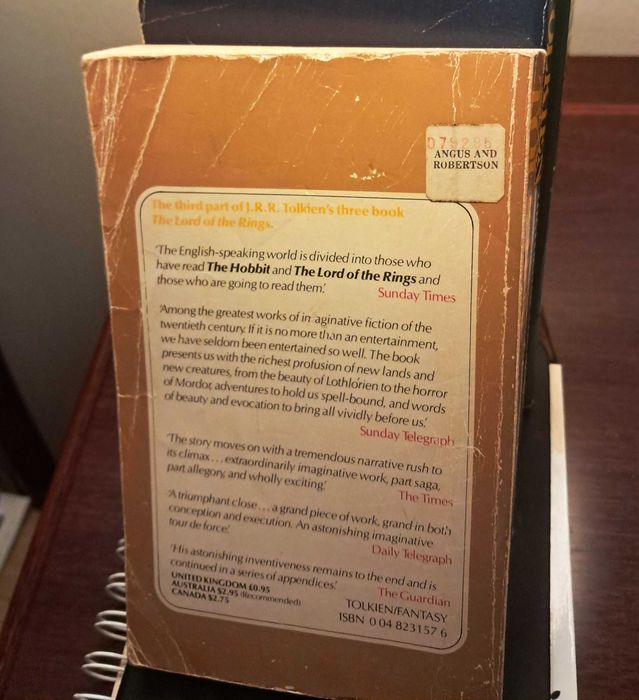 079295
ANGUS AND
ROBERTSON
The third part of J.R.R. Tolkien's three book
The Lord of the Rings.
'The English-speaking world is divided into those who
have read The Hobbit and The Lord of the Rings and
those who are going to read them.'
Sunday Times
'Among the greatest works of im aginative fiction of the
twentieth century. If it is no more than an entertainment,
we have seldom been entertained so well. The book
presents us with the richest profusion of new lands and
new creatures, from the beauty of Lothlórien to the horror
of Mordor, adventures to hold us spell-bound, and words
of beauty and evocation to bring all vividly before us.'
Sunday Telegraph
'The story moves on with a tremendous narrative rush to
its climax... extraordinarily imaginative work, part saga,
part allegory, and wholly exciting.'
The Times
'A triumphant close... a grand piece of work, grand in both
conception and execution. An astonishing imaginative
tour de force.'
Daily Telegraph
'His astonishing inventiveness remains to the end and is
continued in a series of appendices.'
The Guardian
UNITED KINGDOM £0.95
AUSTRALIA $2.95 (Recommended)
CANADA $2.75
TOLKIEN/FANTASY
ISBN 0 04 823157 6